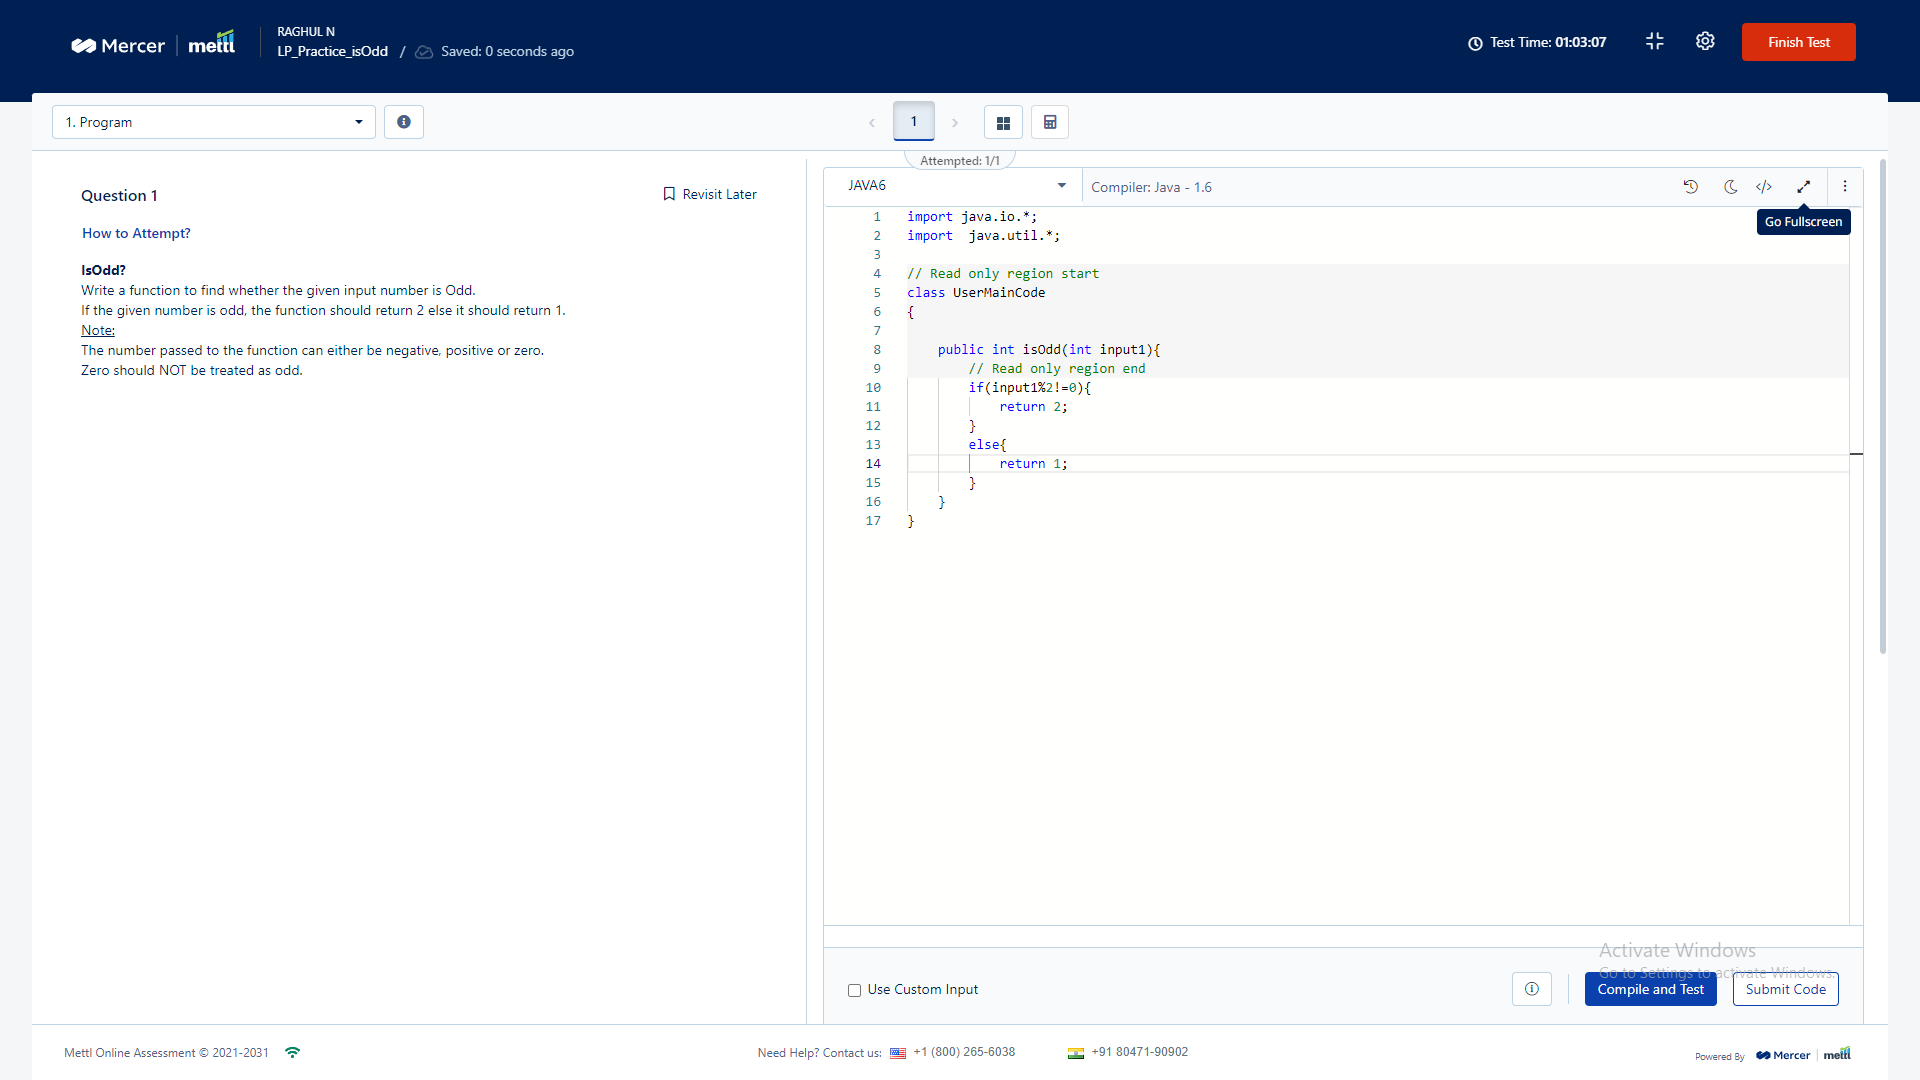 Mercer | mettl
RAGHUL N
LP_Practice_isOdd / Saved: 0 seconds ago
Test Time: 01:03:07
Finish Test
1. Program
1
Attempted: 1/1
Question 1
Revisit Later
How to Attempt?
IsOdd?
Write a function to find whether the given input number is Odd.
If the given number is odd, the function should return 2 else it should return 1.
Note:
The number passed to the function can either be negative, positive or zero.
Zero should NOT be treated as odd.
JAVA6
Compiler: Java - 1.6
Go Fullscreen
1 import java.io.*;
2 import  java.util.*;
3
4 // Read only region start
5 class UserMainCode
6 {
7
8     public int isOdd(int input1){
9         // Read only region end
10         if(input1%2!=0){
11             return 2;
12         }
13         else{
14             return 1;
15         }
16     }
17 }
Activate Windows
Go to Settings to activate Windows.
Use Custom Input
Compile and Test
Submit Code
Mettl Online Assessment © 2021-2031
Need Help? Contact us: +1 (800) 265-6038
+91 80471-90902
Powered By Mercer | mettl